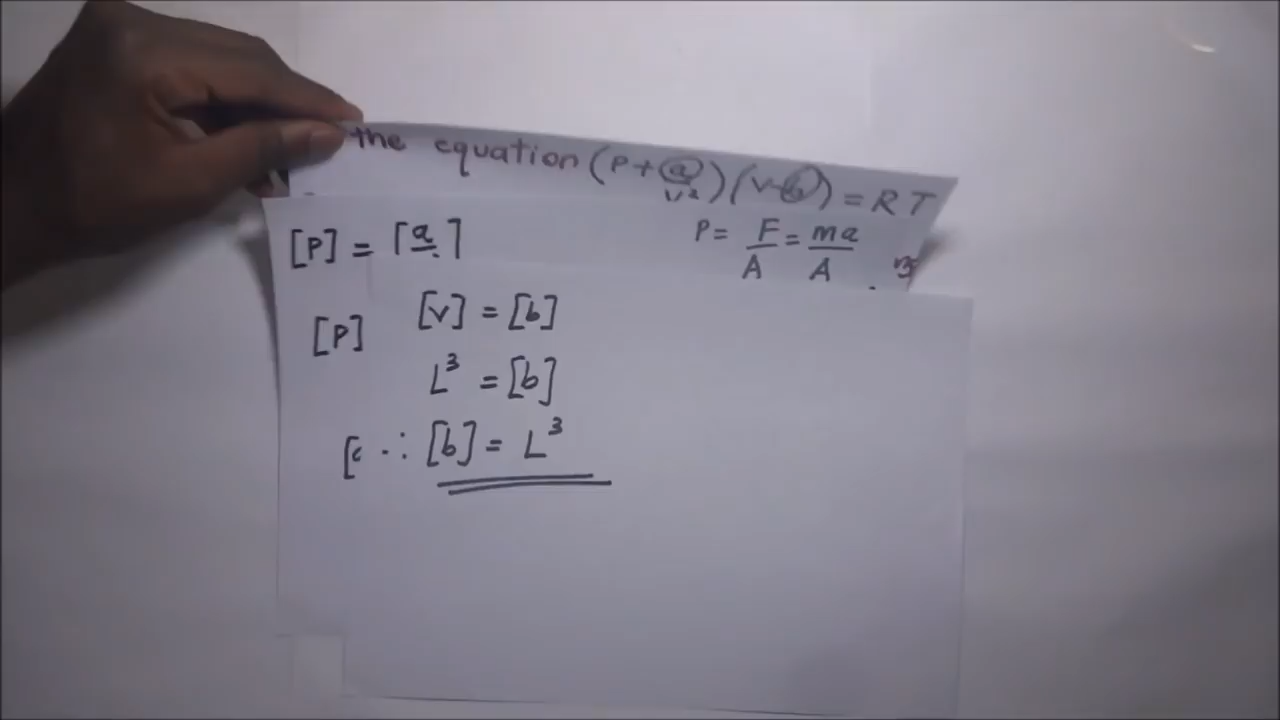 the equation (P + a/v²) (v - b) = RT
[P] = [a
P = F/A = ma/A
[v] = [b]
[P]
L³ = [b]
∴ [b] = L³